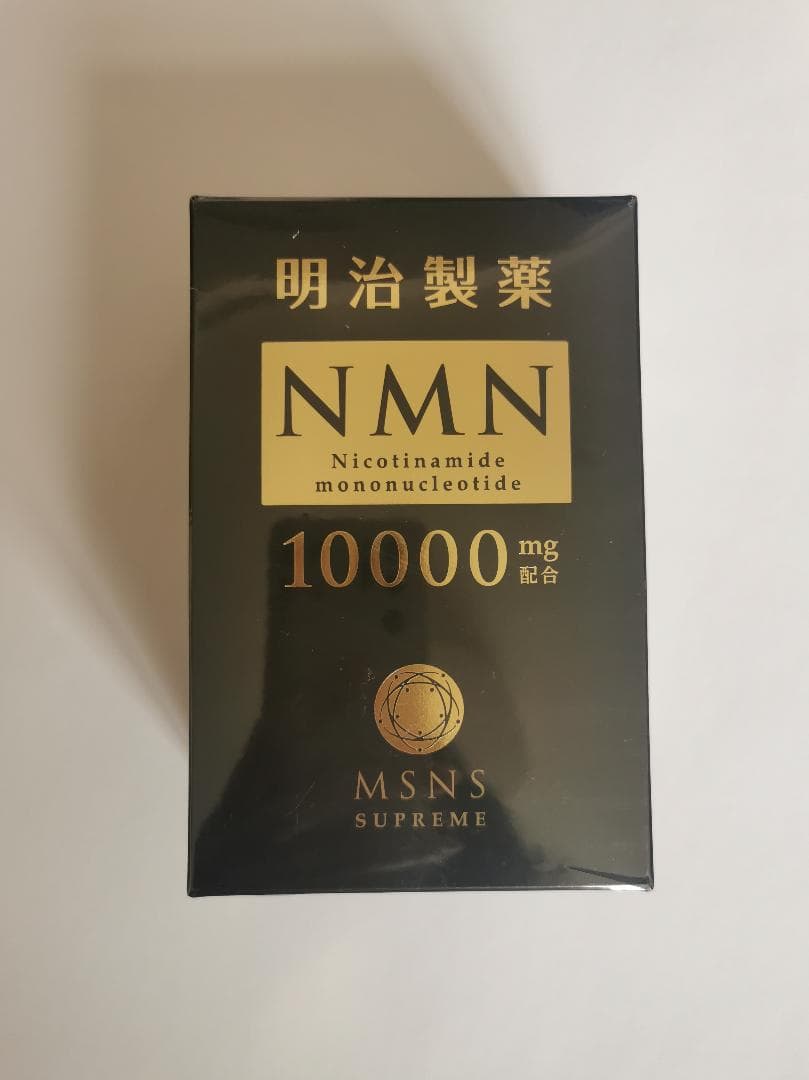 明治製薬
NMN
Nicotinamide
mononucleotide
10000mg
配合
MSNS
SUPREME